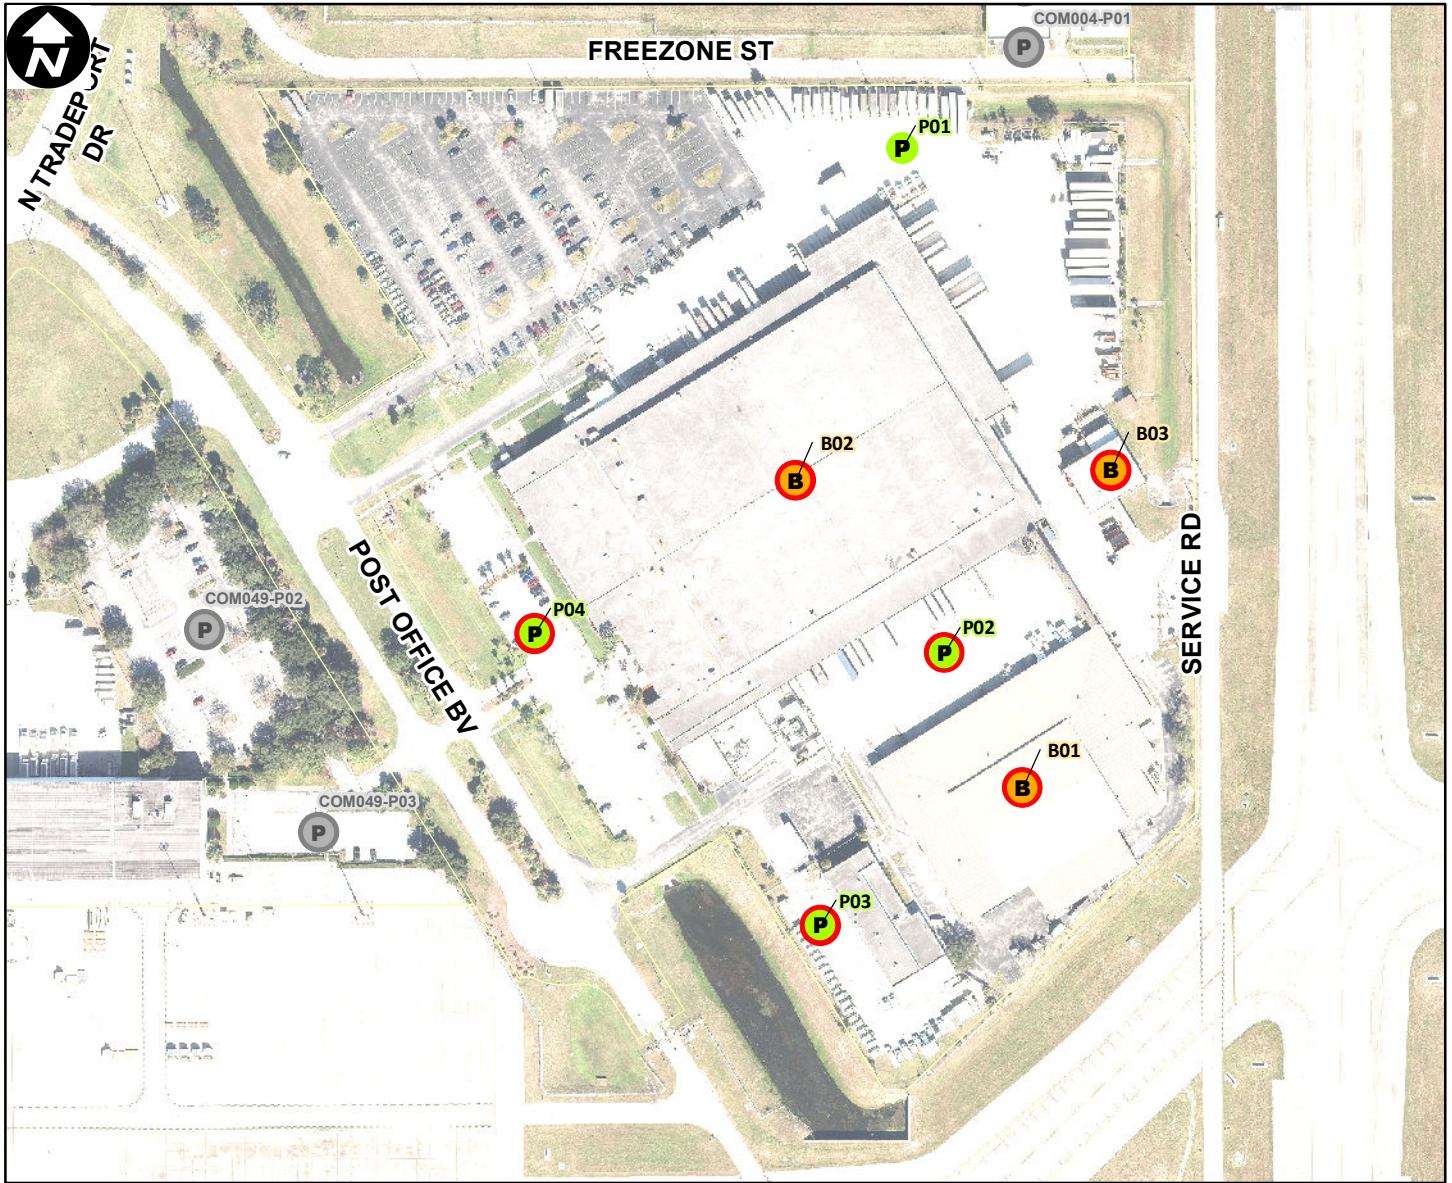 COM004-P01
P
N
FREEZONE ST
N TRADEPORT
DR
P01
P
B02
B
B03
B
SERVICE RD
POST OFFICE BV
COM049-P02
P
P04
P
P02
P
B01
B
COM049-P03
P
P03
P